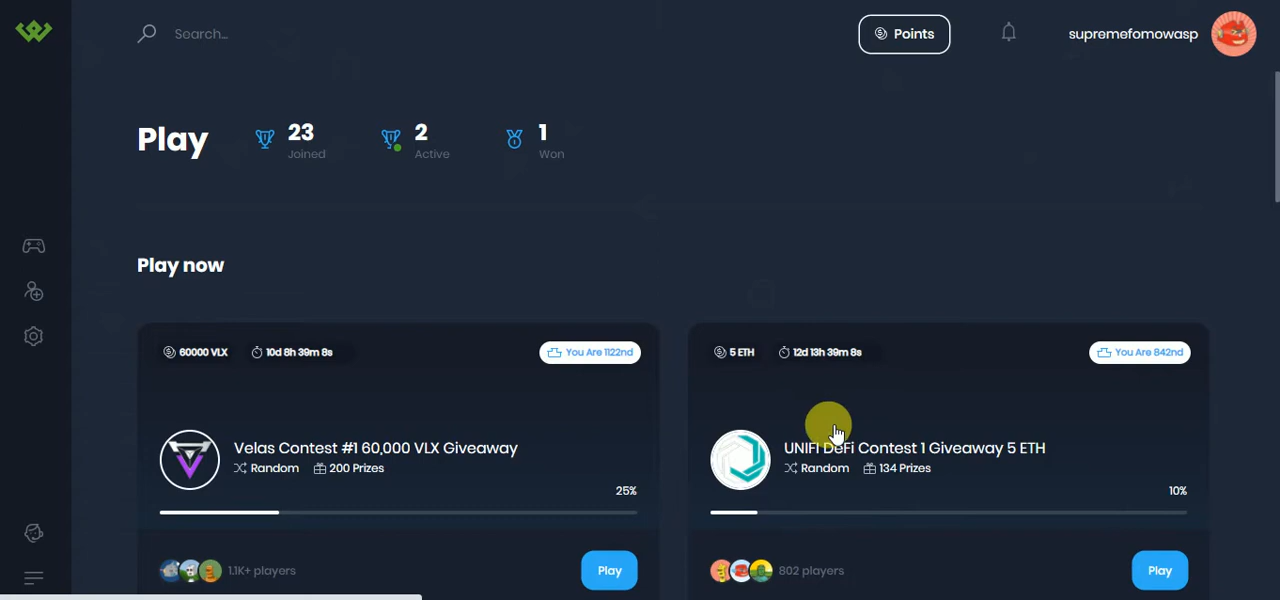 Search...
Points
supremefomowasp
Play
23
Joined
2
Active
1
Won
Play now
60000 VLX
10d 8h 39m 8s
You Are 1122nd
Velas Contest #1 60,000 VLX Giveaway
Random
200 Prizes
25%
1.1K+ players
Play
5 ETH
12d 13h 39m 8s
You Are 842nd
UNIFI DeFi Contest 1 Giveaway 5 ETH
Random
134 Prizes
10%
802 players
Play